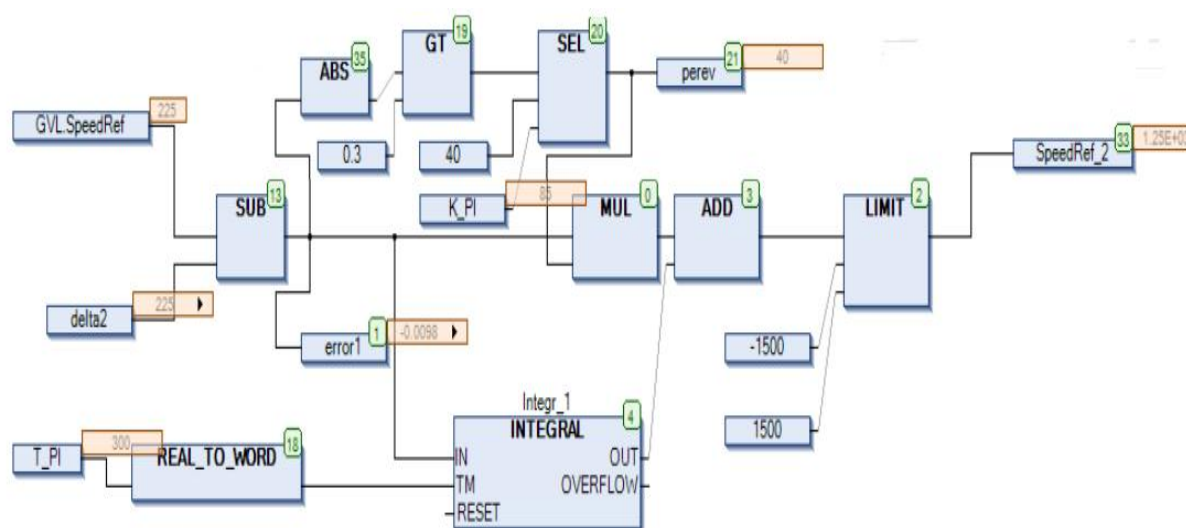 GT
19
SEL
20
ABS
35
perev
21
40
GVL.SpeedRef
225
0.3
40
SpeedRef_2
33
1.25E+03
K_PI
85
SUB
13
MUL
0
ADD
3
LIMIT
2
delta2
225
error1
1
-0.0098
-1500
1500
Integr_1
INTEGRAL
4
T_PI
300
REAL_TO_WORD
18
IN
OUT
TM
OVERFLOW
RESET